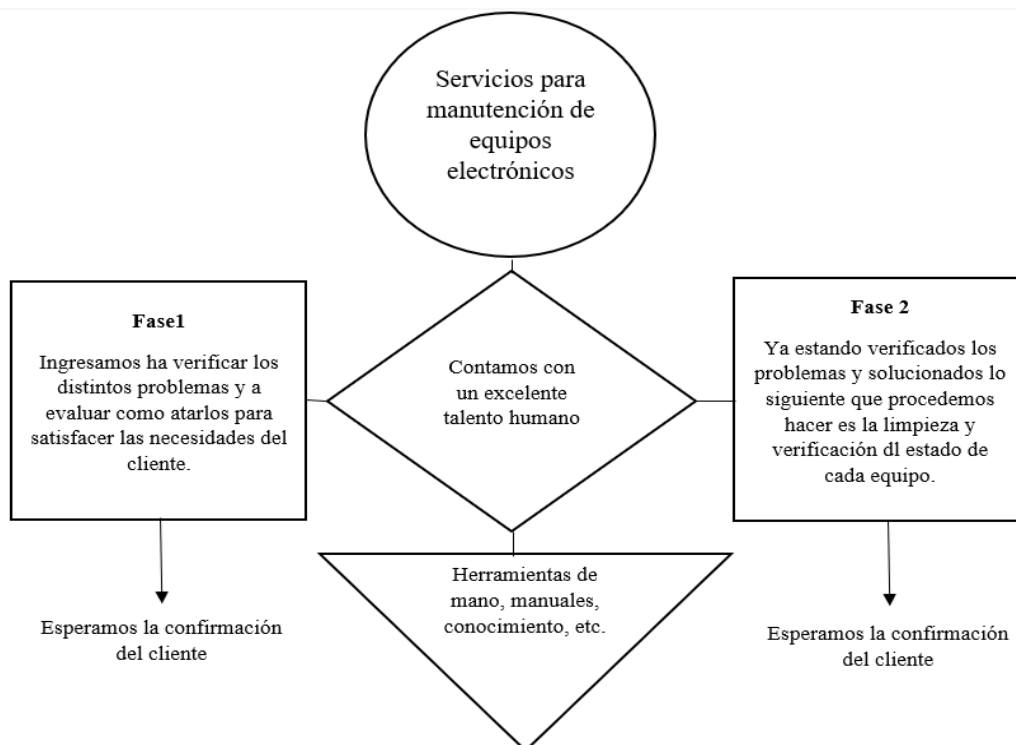 Servicios para
manutención de
equipos
electrónicos
Fase1
Ingresamos ha verificar los
distintos problemas y a
evaluar como atarlos para
satisfacer las necesidades del
cliente.
Contamos con
un excelente
talento humano
Fase 2
Ya estando verificados los
problemas y solucionados lo
siguiente que procedemos
hacer es la limpieza y
verificación dl estado de
cada equipo.
Herramientas de
mano, manuales,
conocimiento, etc.
Esperamos la confirmación
del cliente
Esperamos la confirmación
del cliente